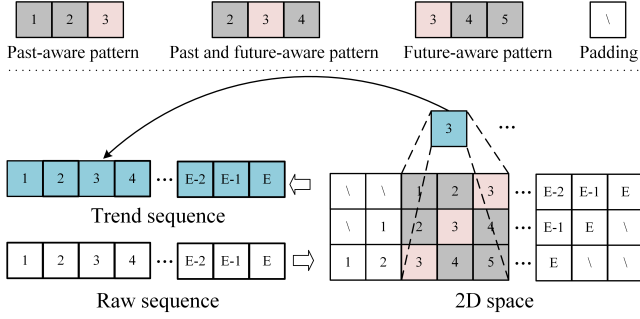 1 2 3 2 3 4 3 4 5 \
Past-aware pattern Past and future-aware pattern Future-aware pattern Padding
3 ...
1 2 3 4 ... E-2 E-1 E
Trend sequence
1 2 3 4 ... E-2 E-1 E
Raw sequence
\ \ 1 2 3 ... E-2 E-1 E
\ 1 2 3 4 ... E-1 E \
1 2 3 4 5 ... E \ \
2D space